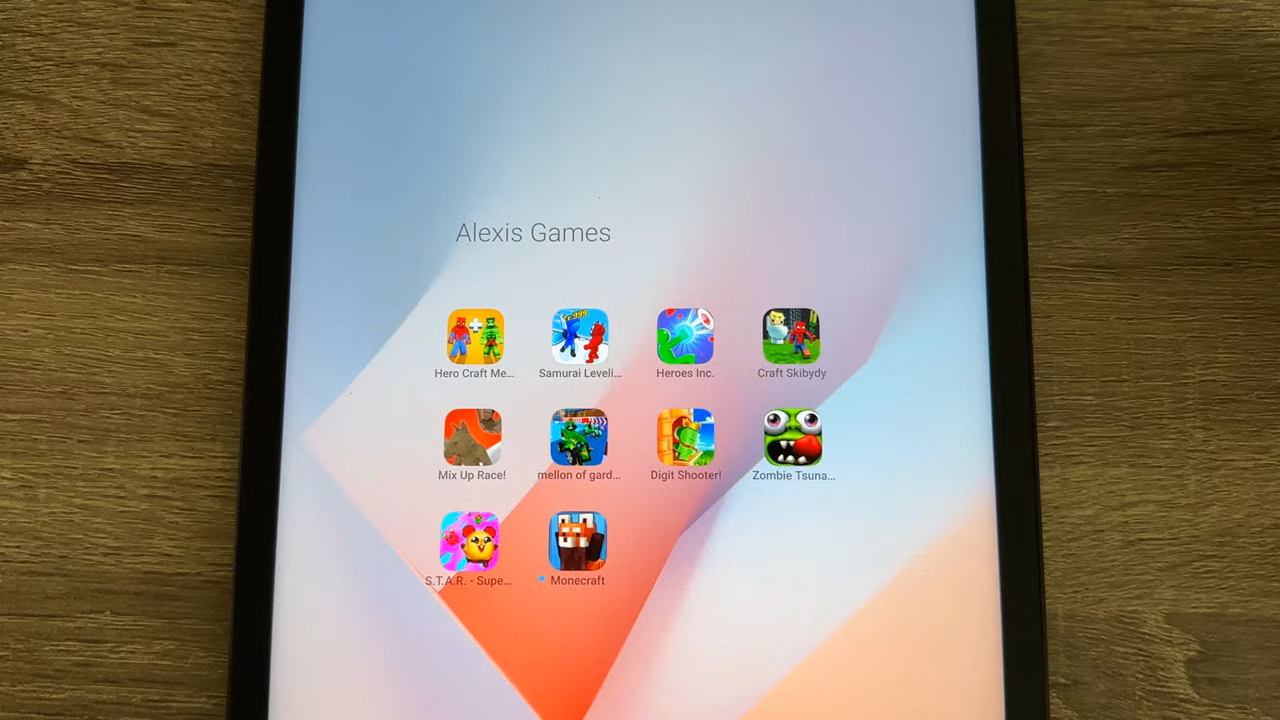 Alexis Games
Hero Craft Me...
Samurai Leveli...
Heroes Inc.
Craft Skibydy
Mix Up Race!
mellon of gard...
Digit Shooter!
Zombie Tsuna...
S.T.A.R. - Supe...
Monecraft